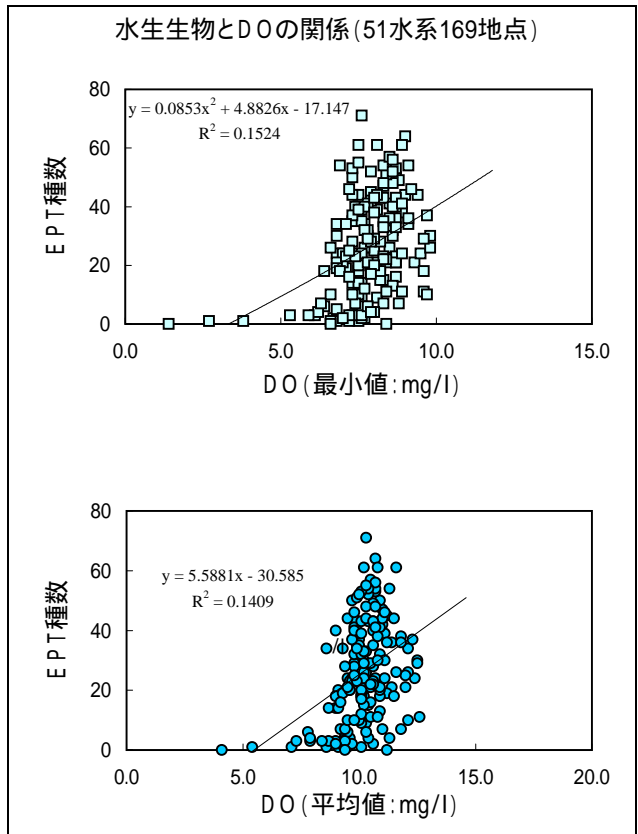 水生生物とDOの関係(51水系169地点)
y = 0.0853x² + 4.8826x - 17.147
R² = 0.1524
EPT種数
80
60
40
20
0
0.0 5.0 10.0 15.0
DO(最小値:mg/l)
y = 5.5881x - 30.585
R² = 0.1409
EPT種数
80
60
40
20
0
0.0 5.0 10.0 15.0 20.0
DO(平均値:mg/l)